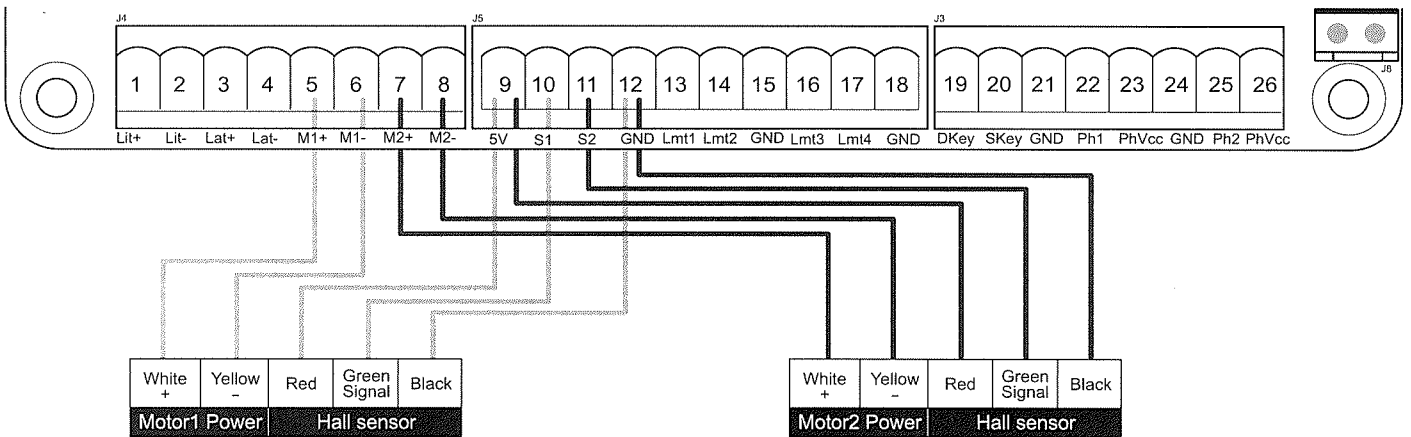 J4 J5 J3
1 2 3 4 5 6 7 8 9 10 11 12 13 14 15 16 17 18 19 20 21 22 23 24 25 26
J8
Lit+ Lit- Lat+ Lat- M1+ M1- M2+ M2- 5V S1 S2 GND Lmt1 Lmt2 GND Lmt3 Lmt4 GND DKey SKey GND Ph1 PhVcc GND Ph2 PhVcc
White + Yellow - Red Green Signal Black
Motor1 Power Hall sensor
White + Yellow - Red Green Signal Black
Motor2 Power Hall sensor